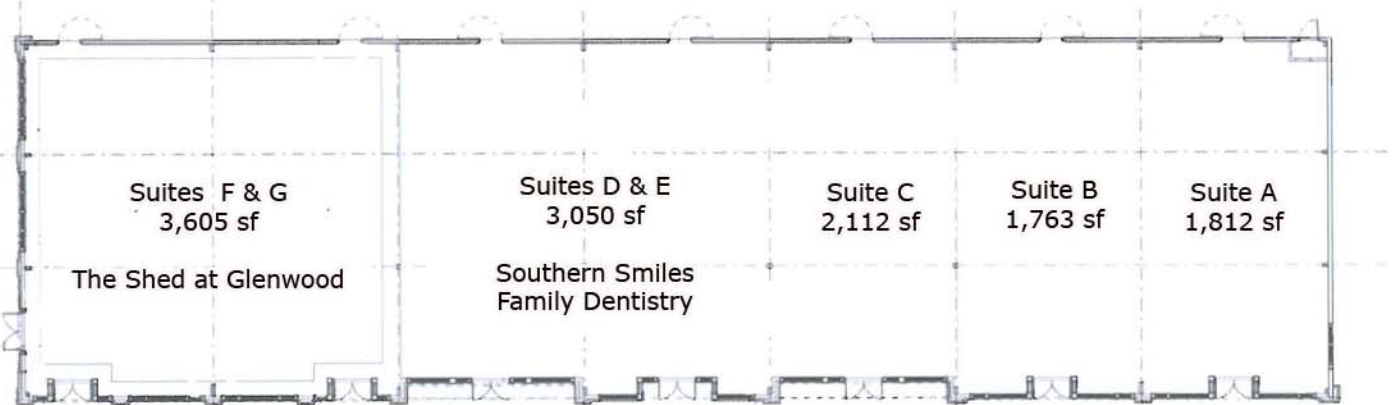 Suites F & G
3,605 sf
The Shed at Glenwood
Suites D & E
3,050 sf
Southern Smiles
Family Dentistry
Suite C
2,112 sf
Suite B
1,763 sf
Suite A
1,812 sf